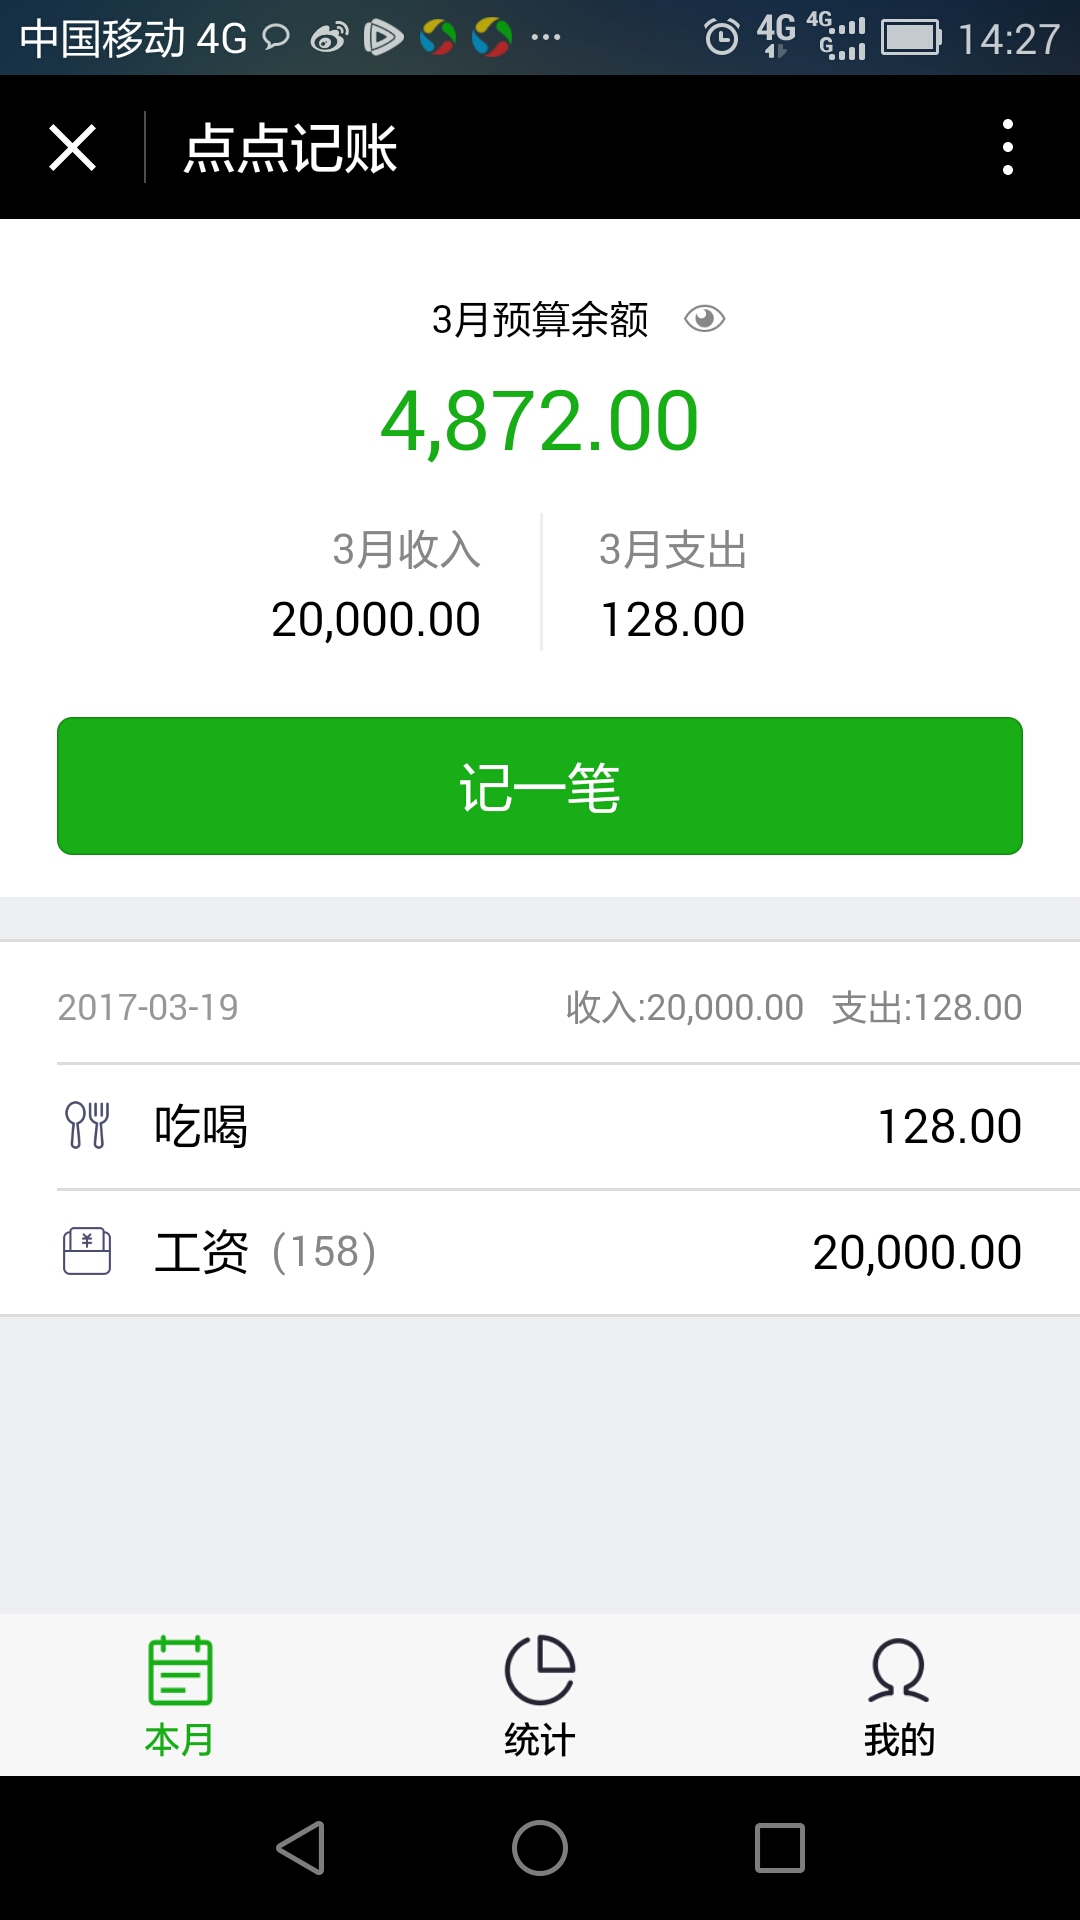 中国移动 4G 4G 4G G 14:27
点点记账
3月预算余额
4,872.00
3月收入 3月支出
20,000.00 128.00
记一笔
2017-03-19 收入:20,000.00 支出:128.00
吃喝 128.00
¥ 工资 (158) 20,000.00
本月 统计 我的